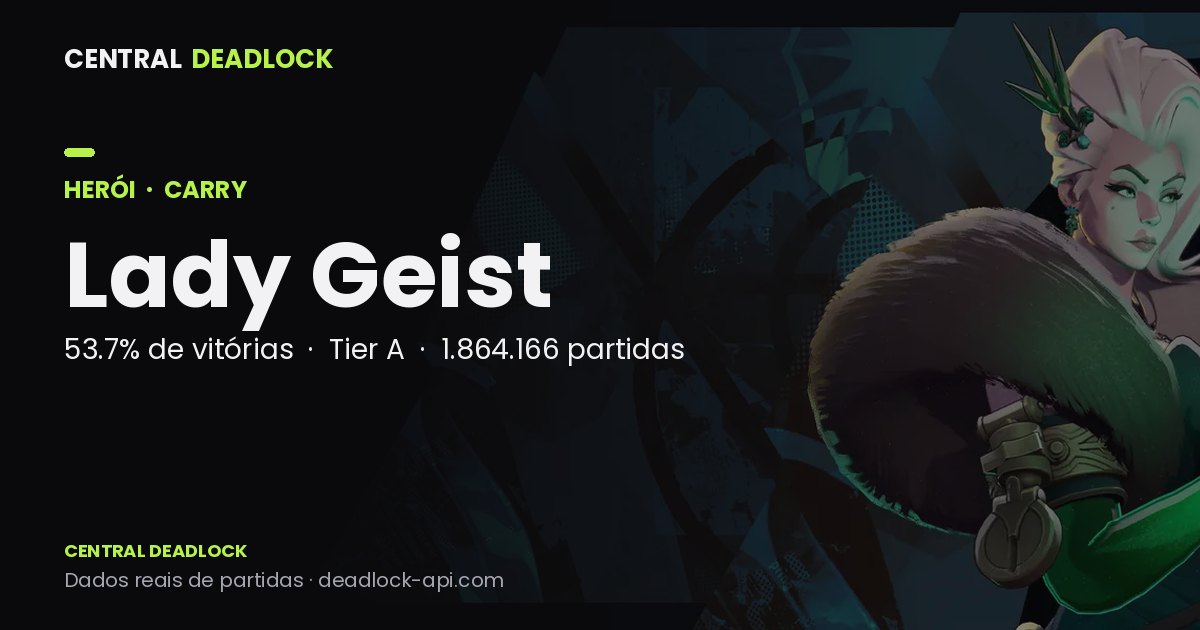 CENTRAL DEADLOCK
HERÓI · CARRY
Lady Geist
53.7% de vitórias · Tier A · 1.864.166 partidas
CENTRAL DEADLOCK
Dados reais de partidas · deadlock-api.com